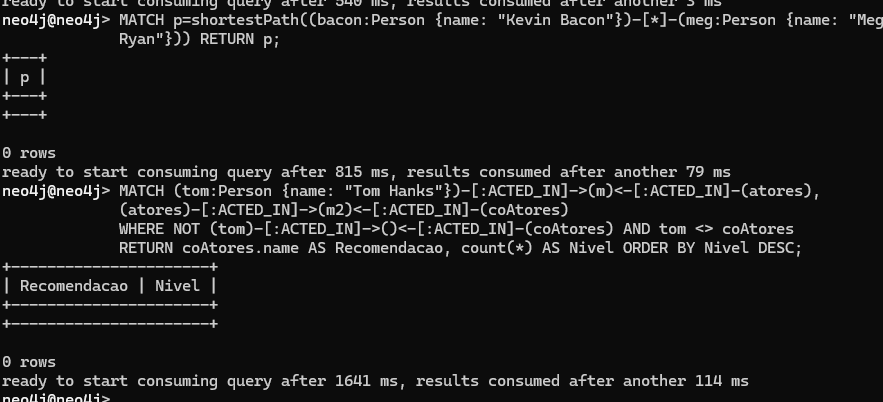 ready to start consuming query after 540 ms, results consumed after another 3 ms
neo4j@neo4j> MATCH p=shortestPath((bacon:Person {name: "Kevin Bacon"})-[*]-(meg:Person {name: "Meg
Ryan"})) RETURN p;
+---+
| p |
+---+
+---+
0 rows
ready to start consuming query after 815 ms, results consumed after another 79 ms
neo4j@neo4j> MATCH (tom:Person {name: "Tom Hanks"})-[:ACTED_IN]->(m)<-[:ACTED_IN]-(atores),
(atores)-[:ACTED_IN]->(m2)<-[:ACTED_IN]-(coAtores)
WHERE NOT (tom)-[:ACTED_IN]->()<-[:ACTED_IN]-(coAtores) AND tom <> coAtores
RETURN coAtores.name AS Recomendacao, count(*) AS Nivel ORDER BY Nivel DESC;
+----------------------+
| Recomendacao | Nivel |
+----------------------+
+----------------------+
0 rows
ready to start consuming query after 1641 ms, results consumed after another 114 ms
neo4j@neo4j>